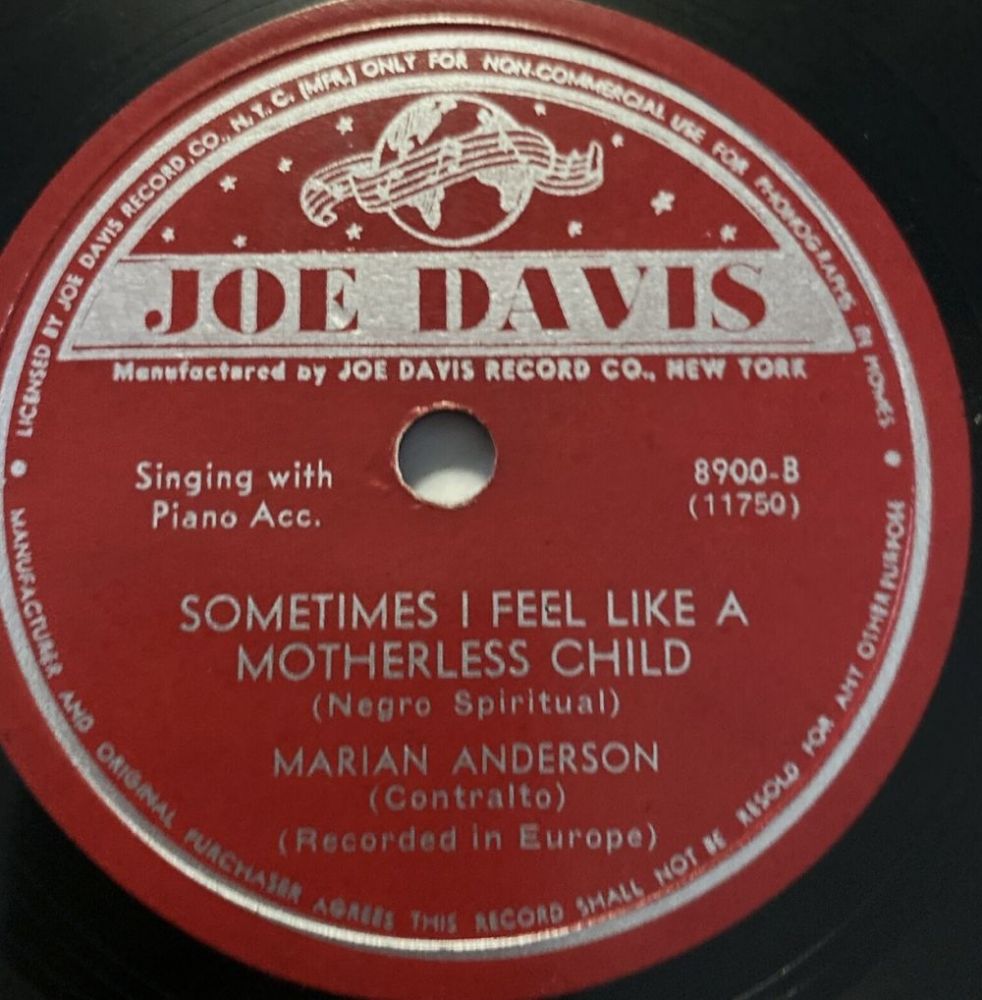 LICENSED BY JOE DAVIS RECORD CO., N.Y.C. (MFR.) ONLY FOR NON-COMMERCIAL USE FOR PHONOGRAPHS IN HOMES
JOE DAVIS
Manufactured by JOE DAVIS RECORD CO., NEW YORK
Singing with
Piano Acc.
8900-B
(11750)
SOMETIMES I FEEL LIKE A
MOTHERLESS CHILD
(Negro Spiritual)
MARIAN ANDERSON
(Contralto)
(Recorded in Europe)
MANUFACTURER AND ORIGINAL PURCHASER AGREES THIS RECORD SHALL NOT BE RESOLD FOR ANY OTHER PURPOSE